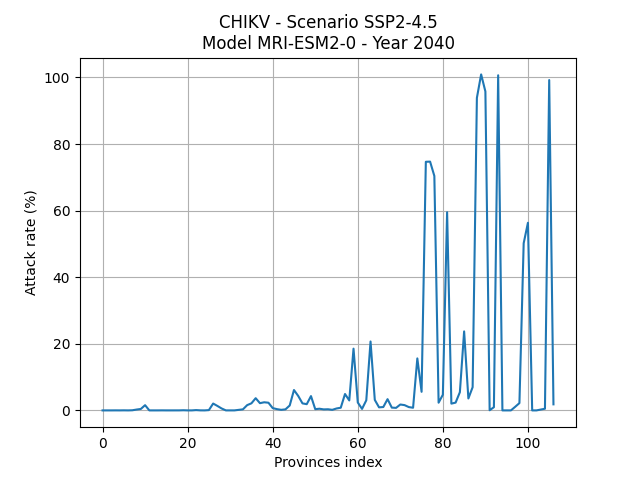 CHIKV - Scenario SSP2-4.5
Model MRI-ESM2-0 - Year 2040
100
80
60
40
20
0
Attack rate (%)
0 20 40 60 80 100
Provinces index